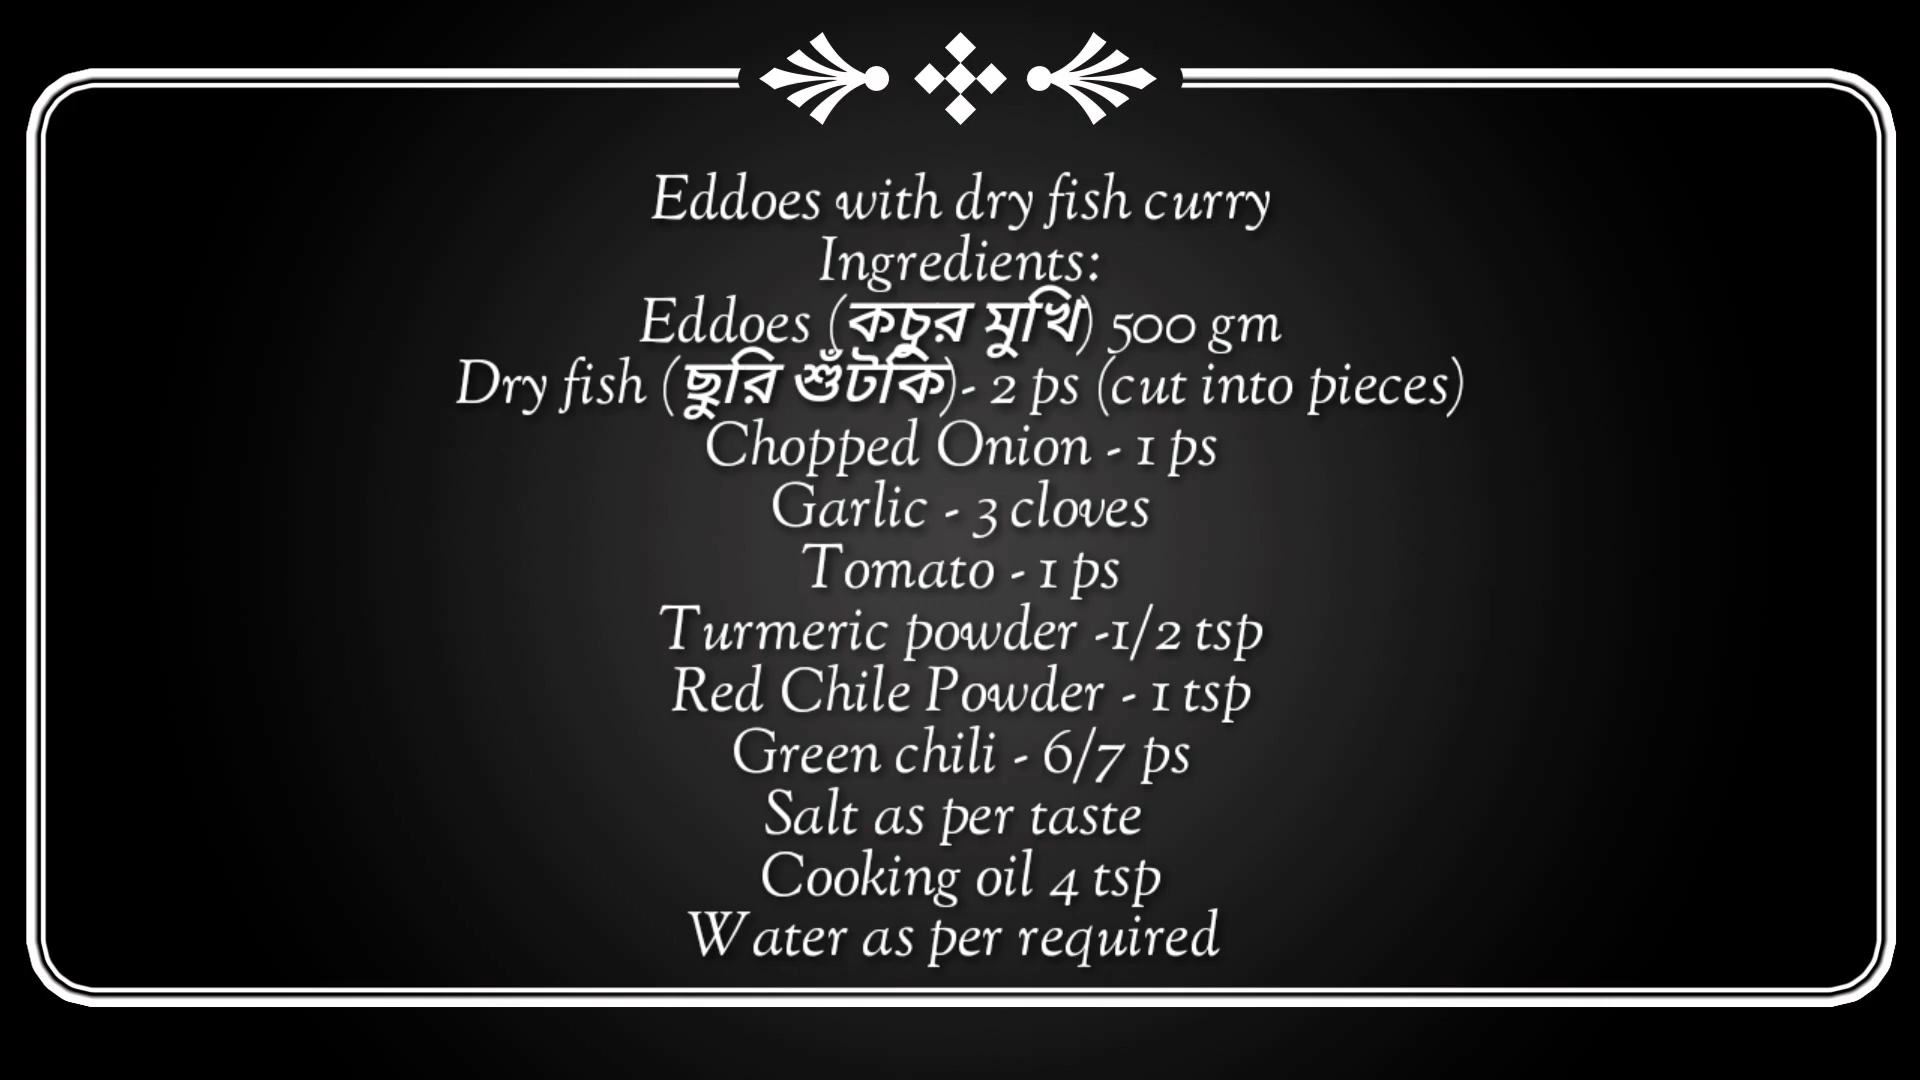 Eddoes with dry fish curry
Ingredients:
Eddoes (কচুর মুখি) 500 gm
Dry fish (ছুরি শুঁটকি)- 2 ps (cut into pieces)
Chopped Onion - 1 ps
Garlic - 3 cloves
Tomato - 1 ps
Turmeric powder -1/2 tsp
Red Chile Powder - 1 tsp
Green chili - 6/7 ps
Salt as per taste
Cooking oil 4 tsp
Water as per required